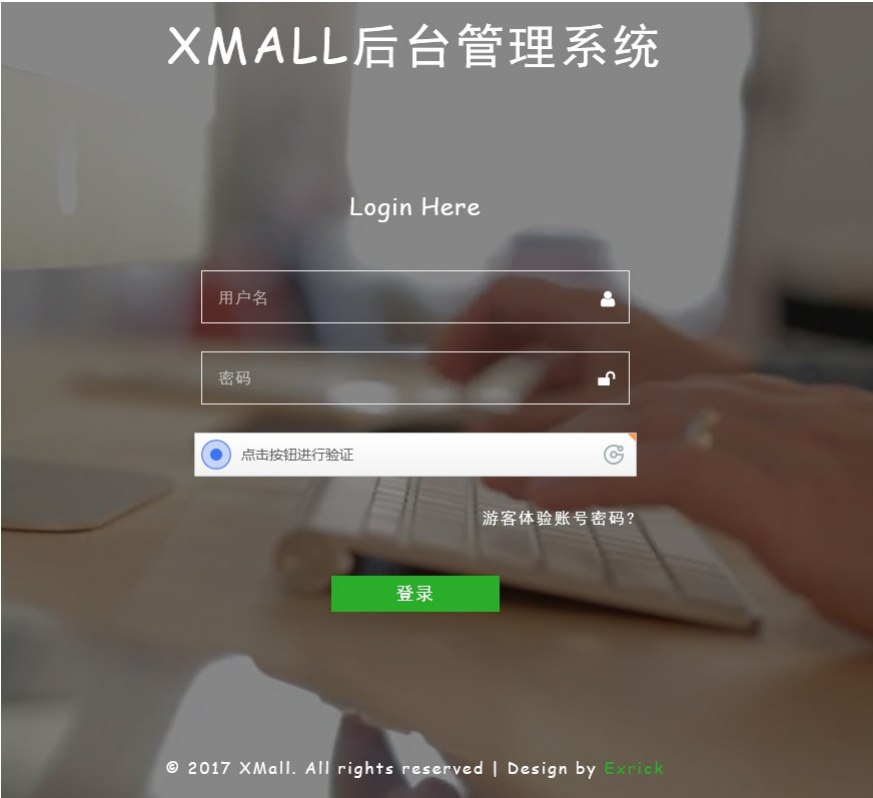 XMALL后台管理系统
Login Here
用户名
密码
点击按钮进行验证
游客体验账号密码?
登录
© 2017 XMall. All rights reserved | Design by Exrick